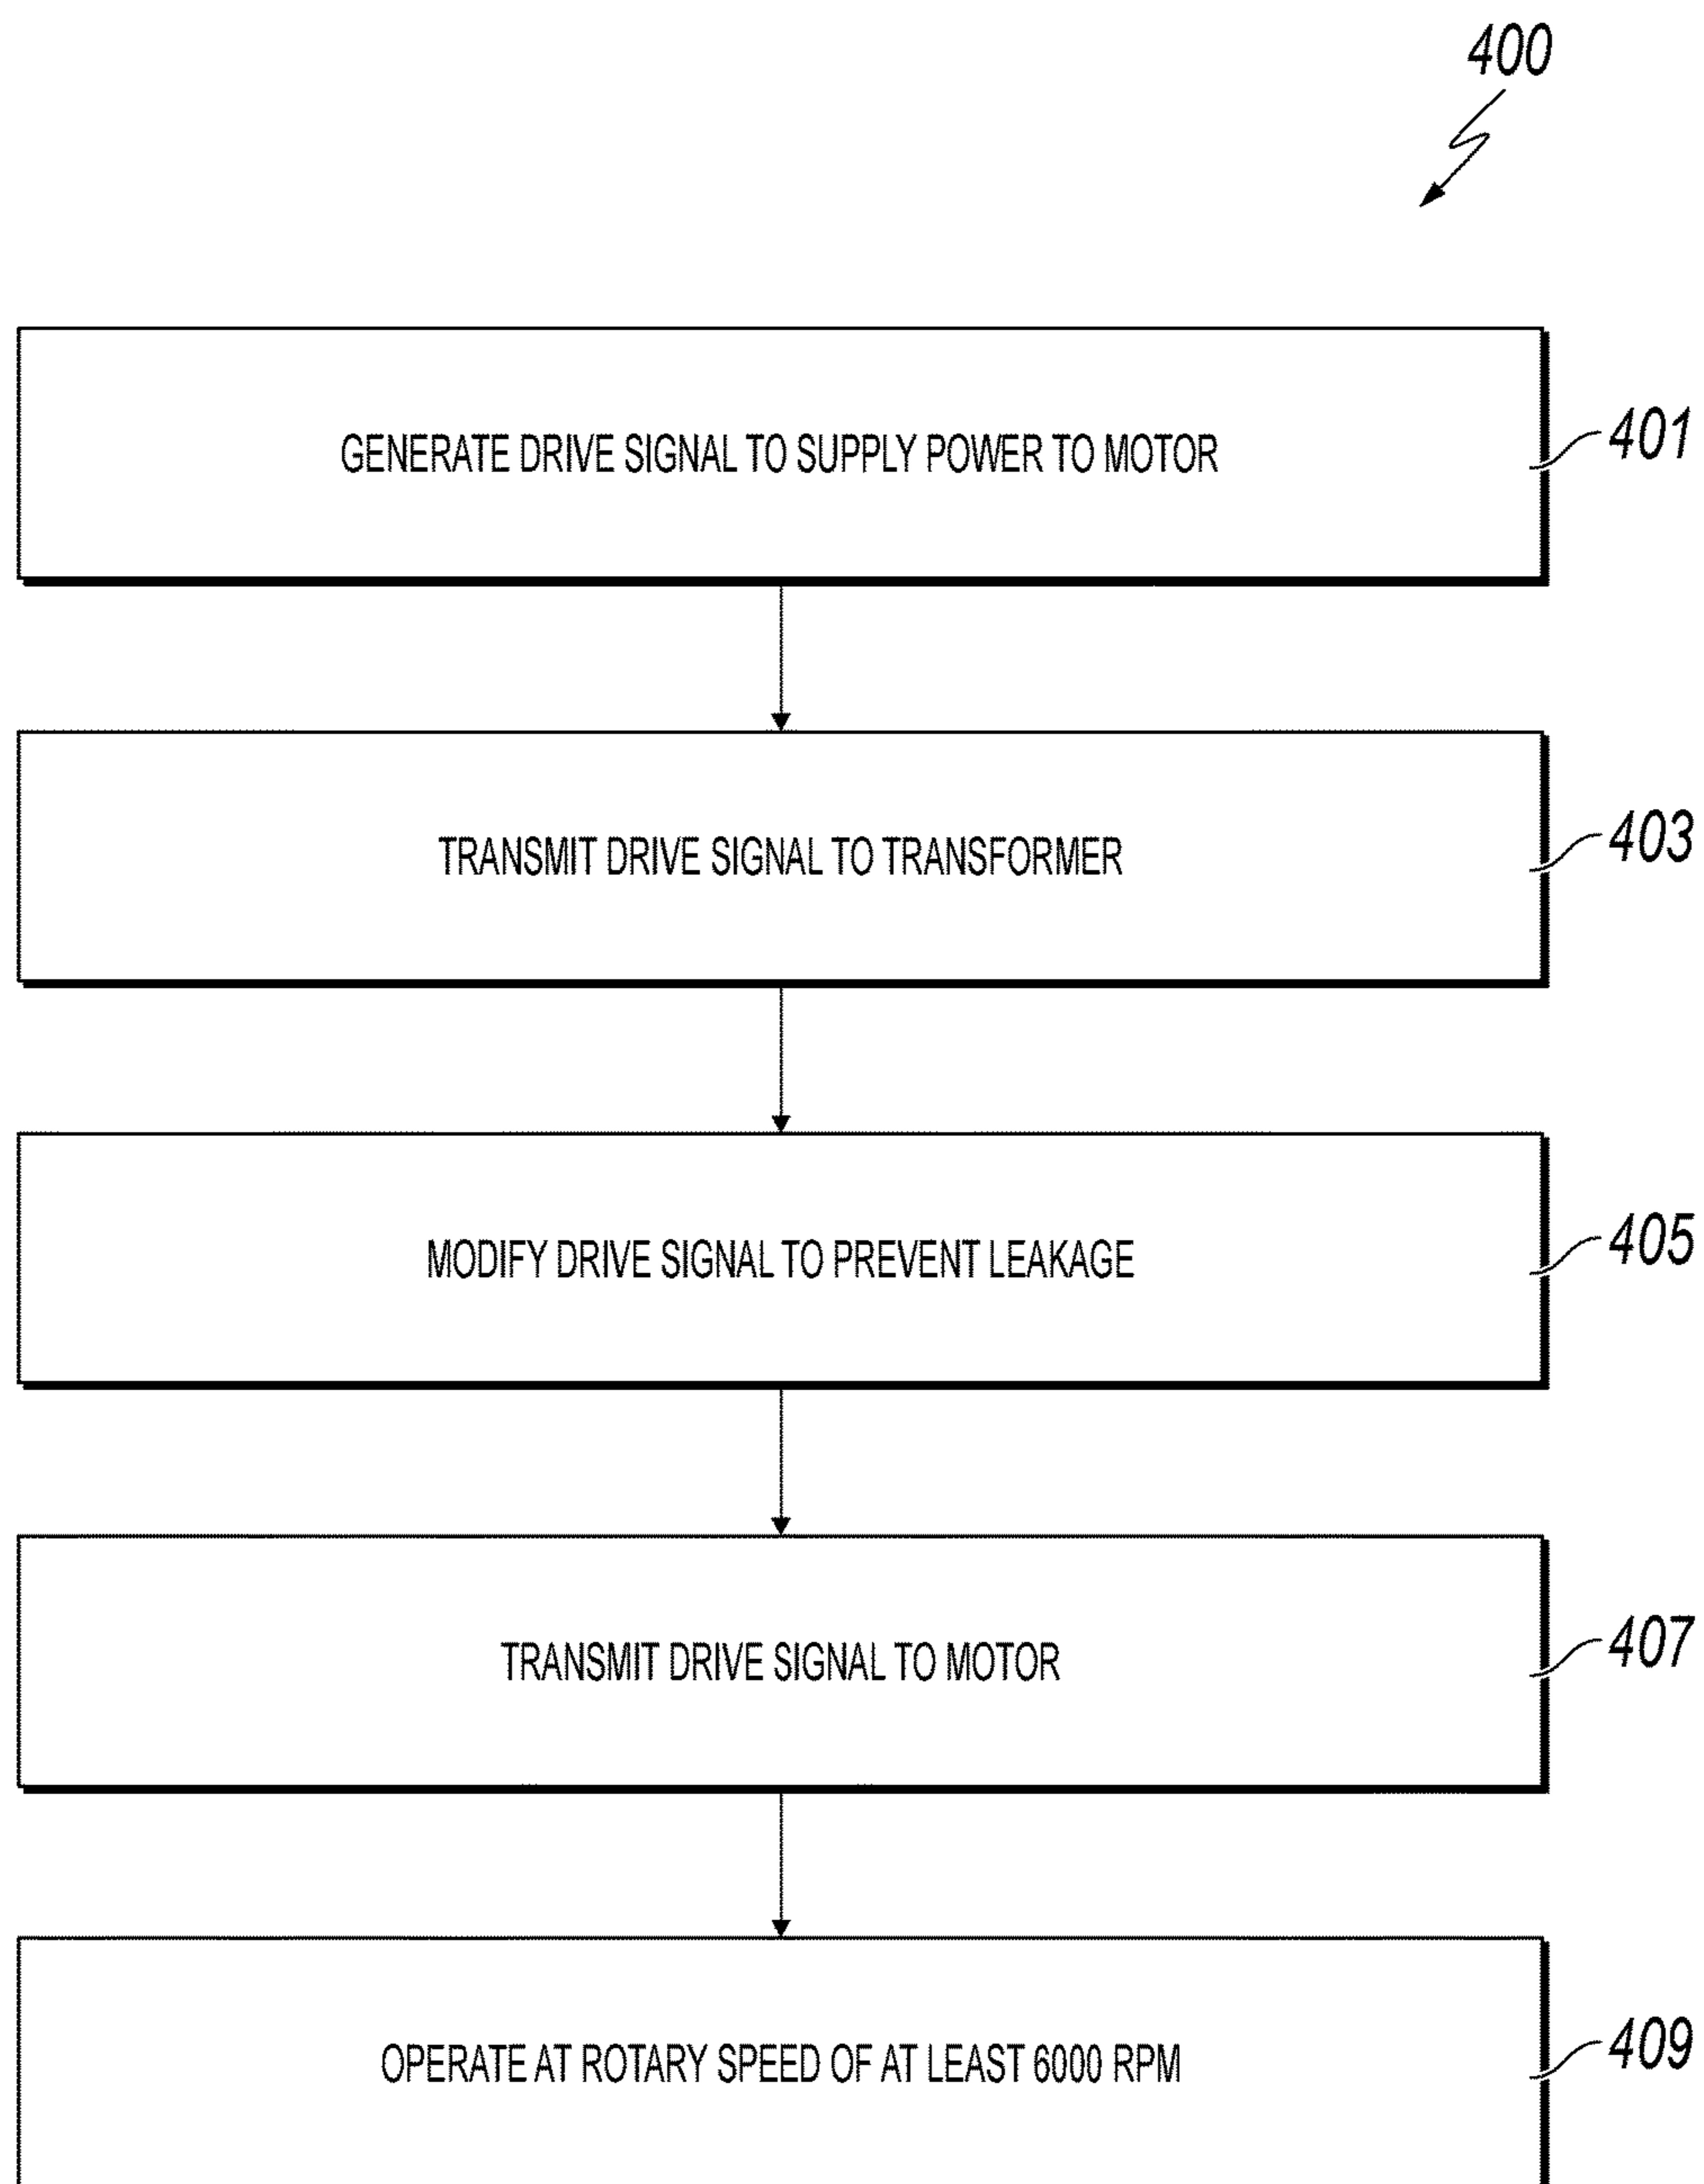 400
GENERATE DRIVE SIGNAL TO SUPPLY POWER TO MOTOR
401
TRANSMIT DRIVE SIGNAL TO TRANSFORMER
403
MODIFY DRIVE SIGNAL TO PREVENT LEAKAGE
405
TRANSMIT DRIVE SIGNAL TO MOTOR
407
OPERATE AT ROTARY SPEED OF AT LEAST 6000 RPM
409